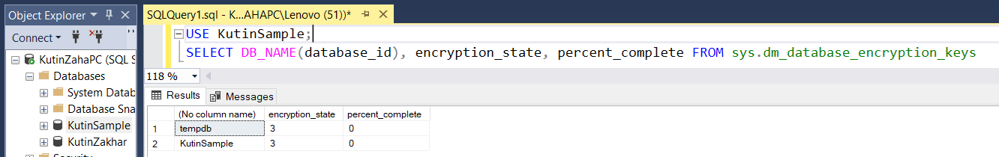 Object Explorer
SQLQuery1.sql - K...AHAPC\Lenovo (51))*
Connect
USE KutinSample;
SELECT DB_NAME(database_id), encryption_state, percent_complete FROM sys.dm_database_encryption_keys
KutinZahaPC (SQL S
Databases
System Datab
Database Sna
KutinSample
KutinZakhar
118 %
Results
Messages
(No column name) encryption_state percent_complete
1 tempdb 3 0
2 KutinSample 3 0